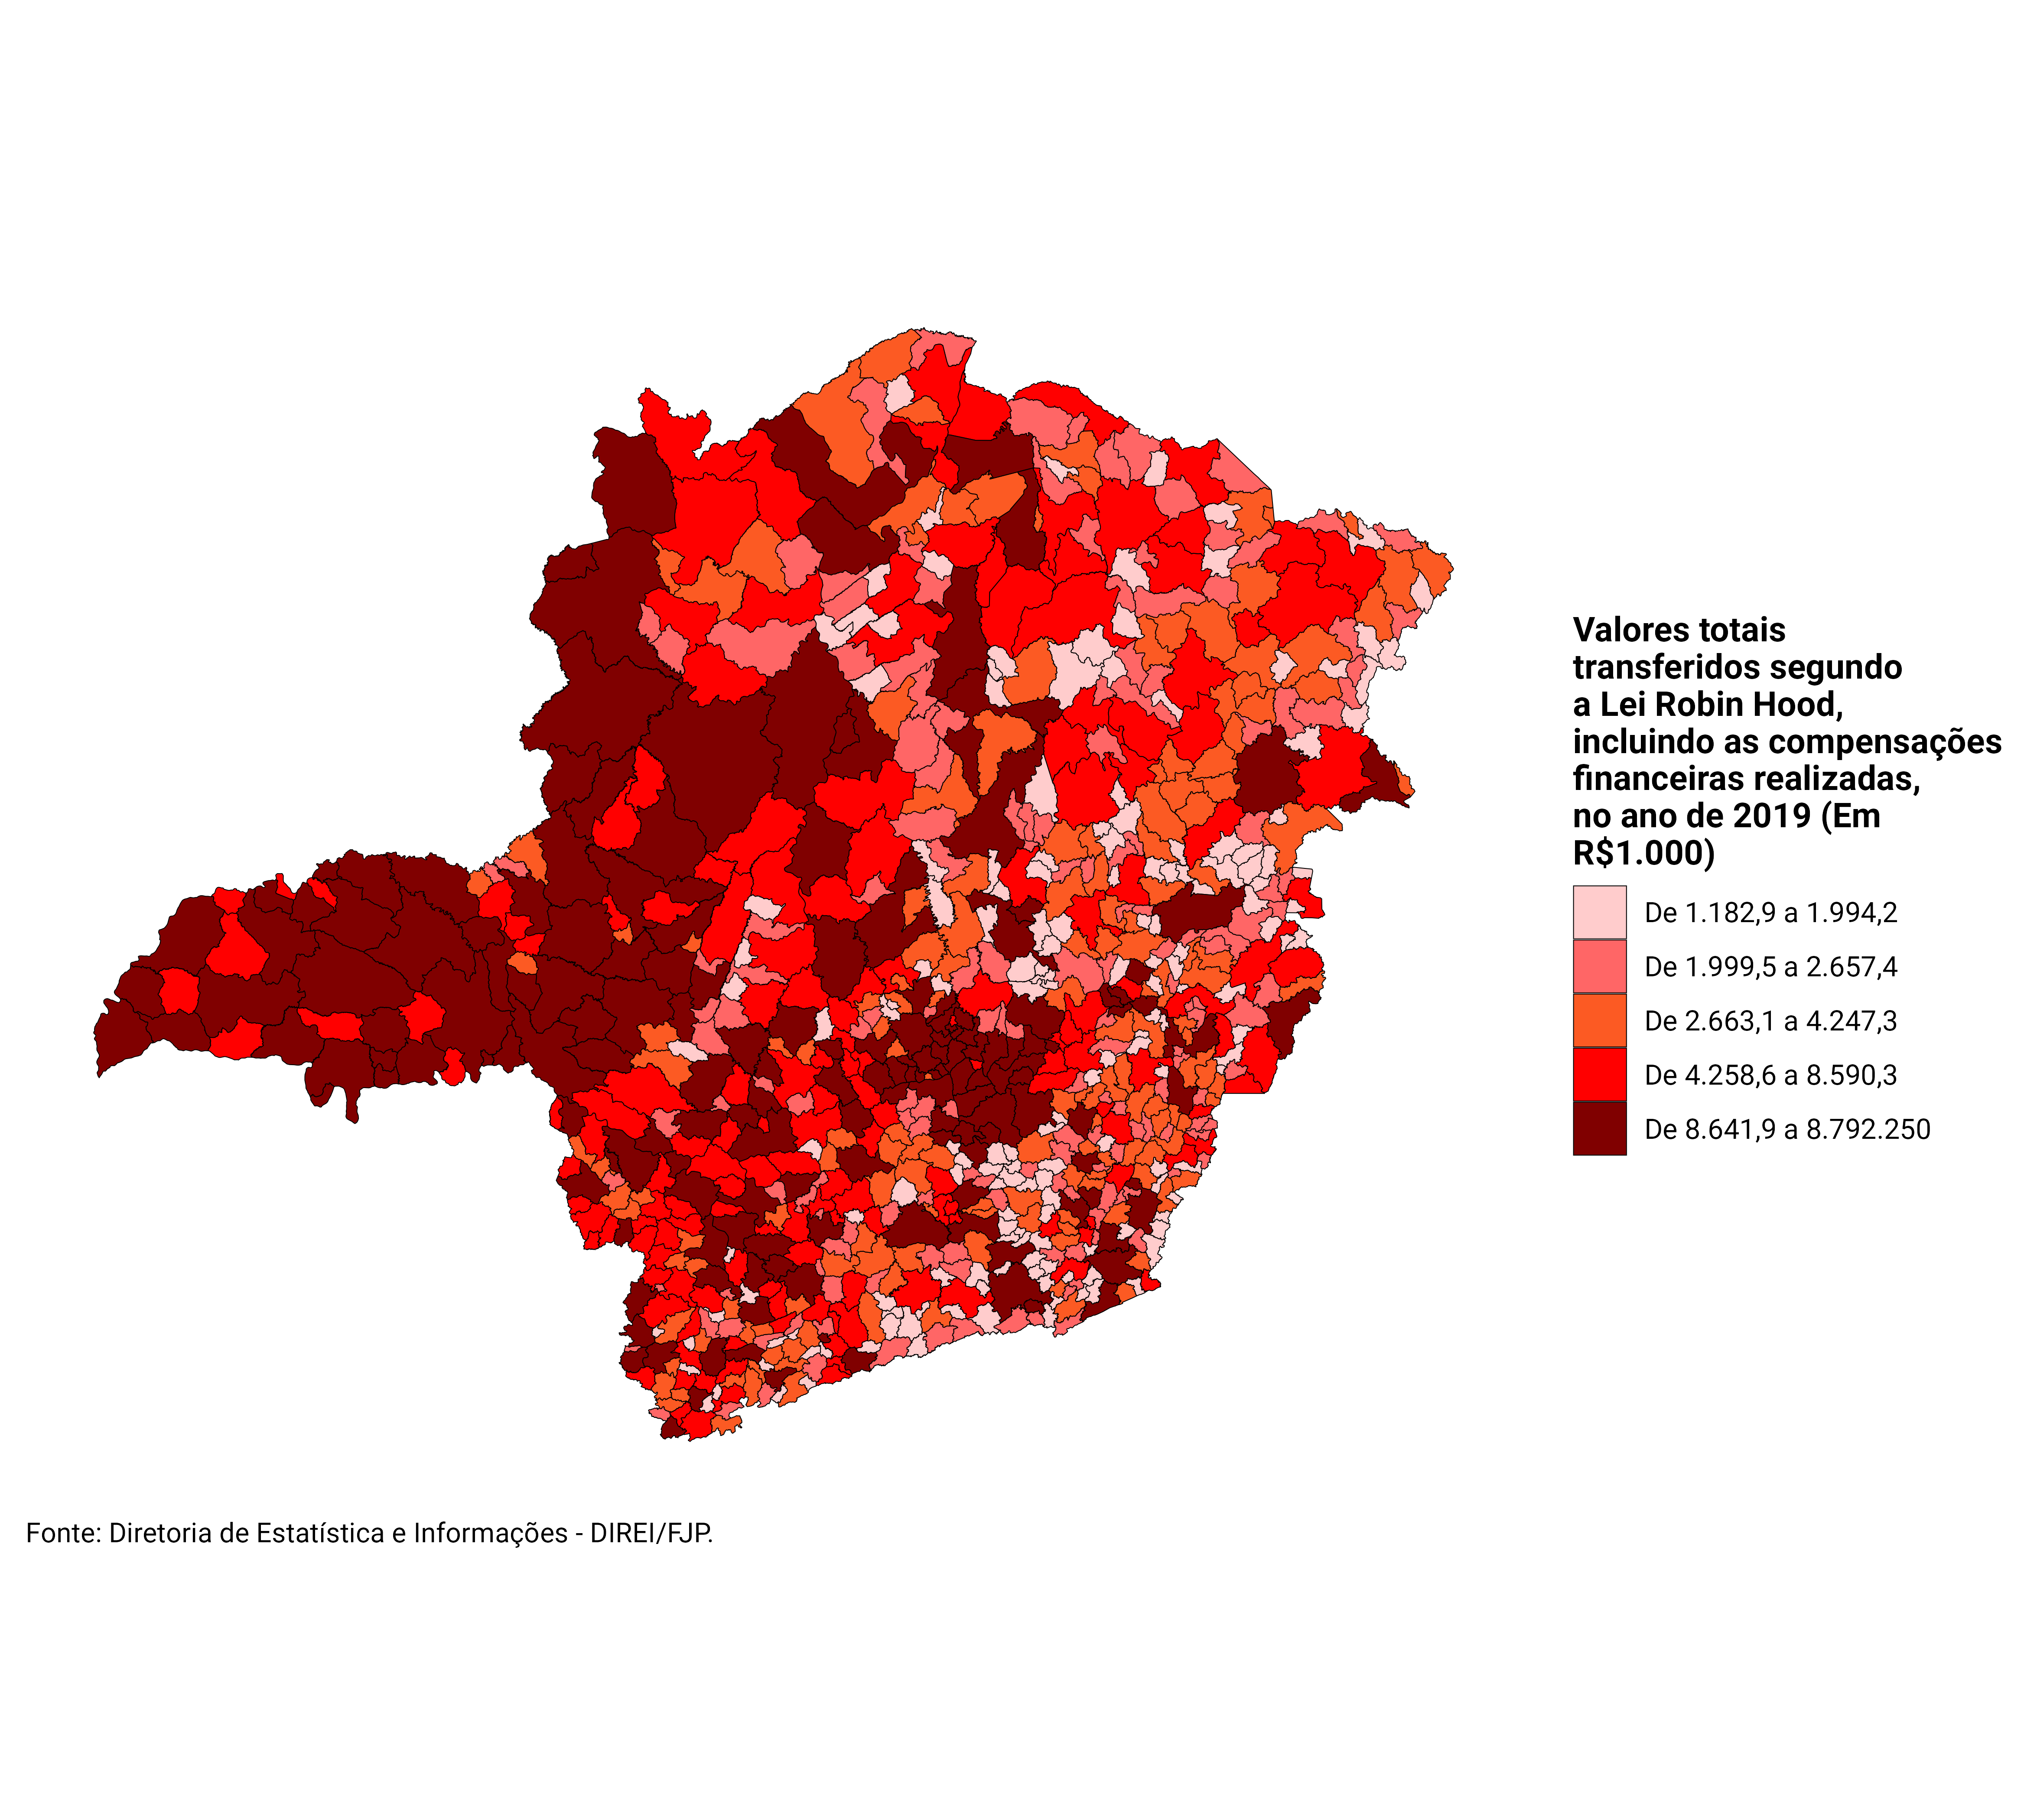 Valores totais
transferidos segundo
a Lei Robin Hood,
incluindo as compensações
financeiras realizadas,
no ano de 2019 (Em
R$1.000)
De 1.182,9 a 1.994,2
De 1.999,5 a 2.657,4
De 2.663,1 a 4.247,3
De 4.258,6 a 8.590,3
De 8.641,9 a 8.792.250
Fonte: Diretoria de Estatística e Informações - DIREI/FJP.